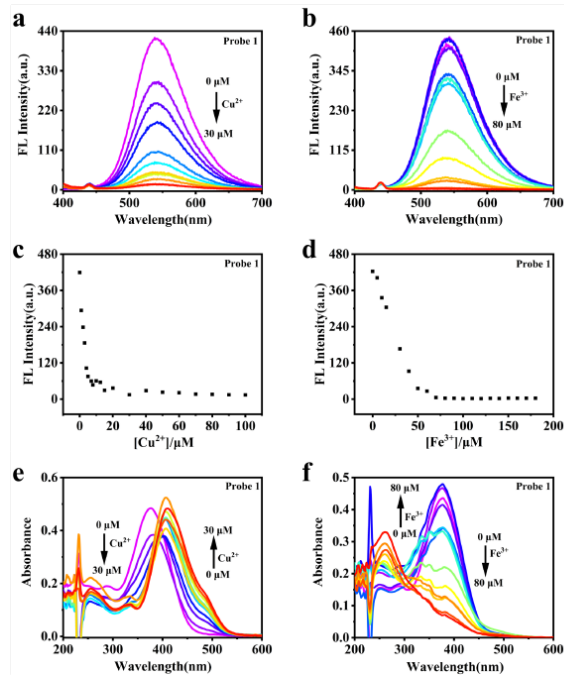 a
Probe 1
0 μM
Cu²⁺
30 μM
FL Intensity(a.u.)
440
330
220
110
0
400 500 600 700
Wavelength(nm)
b
Probe 1
0 μM
Fe³⁺
80 μM
FL Intensity(a.u.)
460
345
230
115
0
400 500 600 700
Wavelength(nm)
c
Probe 1
FL Intensity(a.u.)
480
360
240
120
0
0 20 40 60 80 100
[Cu²⁺]/μM
d
Probe 1
FL Intensity(a.u.)
480
360
240
120
0
0 50 100 150
[Fe³⁺]/μM
e
Probe 1
0 μM
Cu²⁺
30 μM
30 μM
Cu²⁺
0 μM
Absorbance
0.6
0.4
0.2
0.0
200 300 400 500 600
Wavelength(nm)
f
Probe 1
80 μM
Fe³⁺
0 μM
0 μM
Fe³⁺
80 μM
Absorbance
0.5
0.4
0.3
0.2
0.1
0.0
200 300 400 500 600
Wavelength(nm)